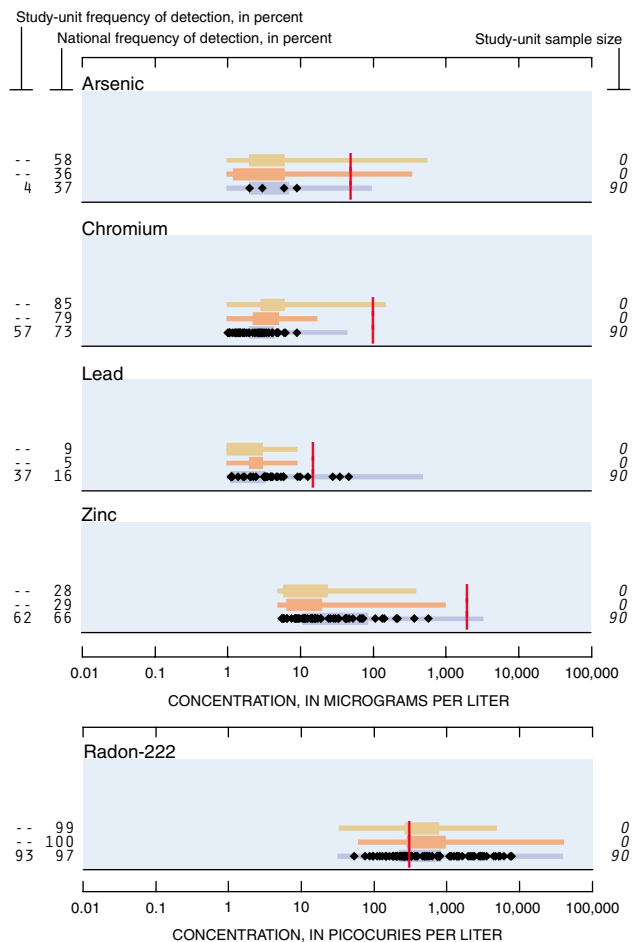 Study-unit frequency of detection, in percent
National frequency of detection, in percent
Study-unit sample size
Arsenic
-- 58 0
-- 36 0
4 37 90
Chromium
-- 85 0
-- 79 0
57 73 90
Lead
-- 9 0
-- 5 0
37 16 90
Zinc
-- 28 0
-- 29 0
62 66 90
0.01 0.1 1 10 100 1,000 10,000 100,000
CONCENTRATION, IN MICROGRAMS PER LITER
Radon-222
-- 99 0
-- 100 0
93 97 90
0.01 0.1 1 10 100 1,000 10,000 100,000
CONCENTRATION, IN PICOCURIES PER LITER